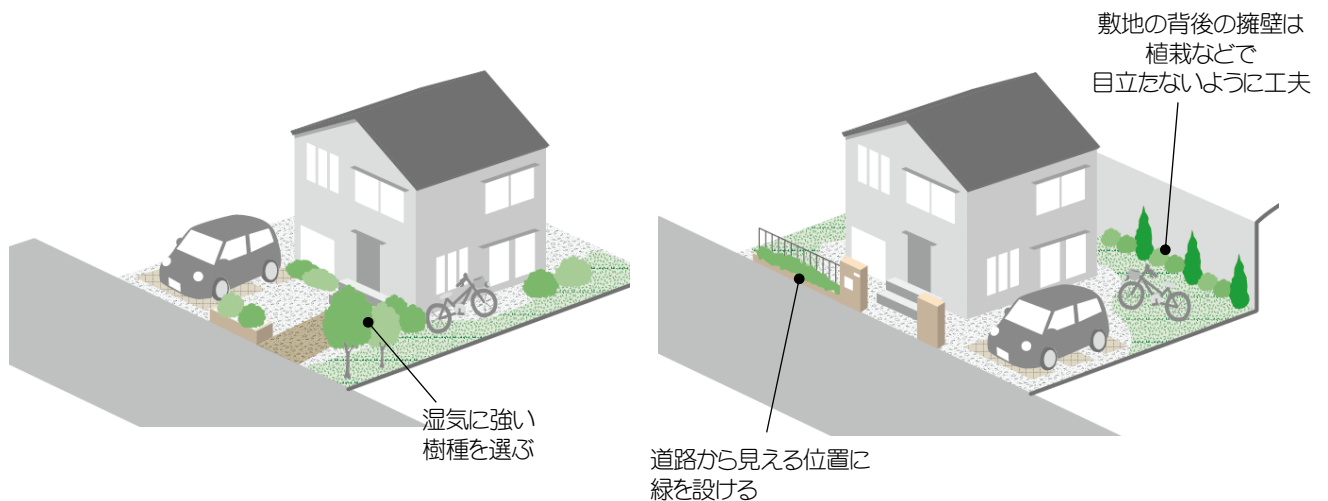 敷地の背後の擁壁は
植栽などで
目立たないように工夫
湿気に強い
樹種を選ぶ
道路から見える位置に
緑を設ける